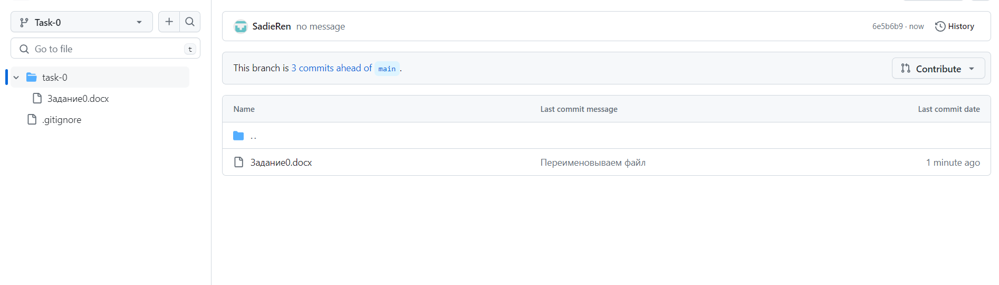 Task-0
Go to file
t
task-0
Задание0.docx
.gitignore
SadieRen no message
6e5b6b9 · now
History
This branch is 3 commits ahead of main.
Contribute
Name Last commit message Last commit date
..
Задание0.docx Переименовываем файл 1 minute ago